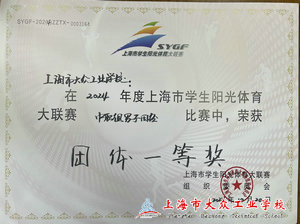 SYGF
上海市学生阳光体育大联赛
上海市大众工业学校:
在 2024 年度上海市学生阳光体育
大联赛 中职组男子团体 比赛中,荣获
团体一等奖
上海市学生阳光体育大联赛
组织委员会
上海市大众工业学校